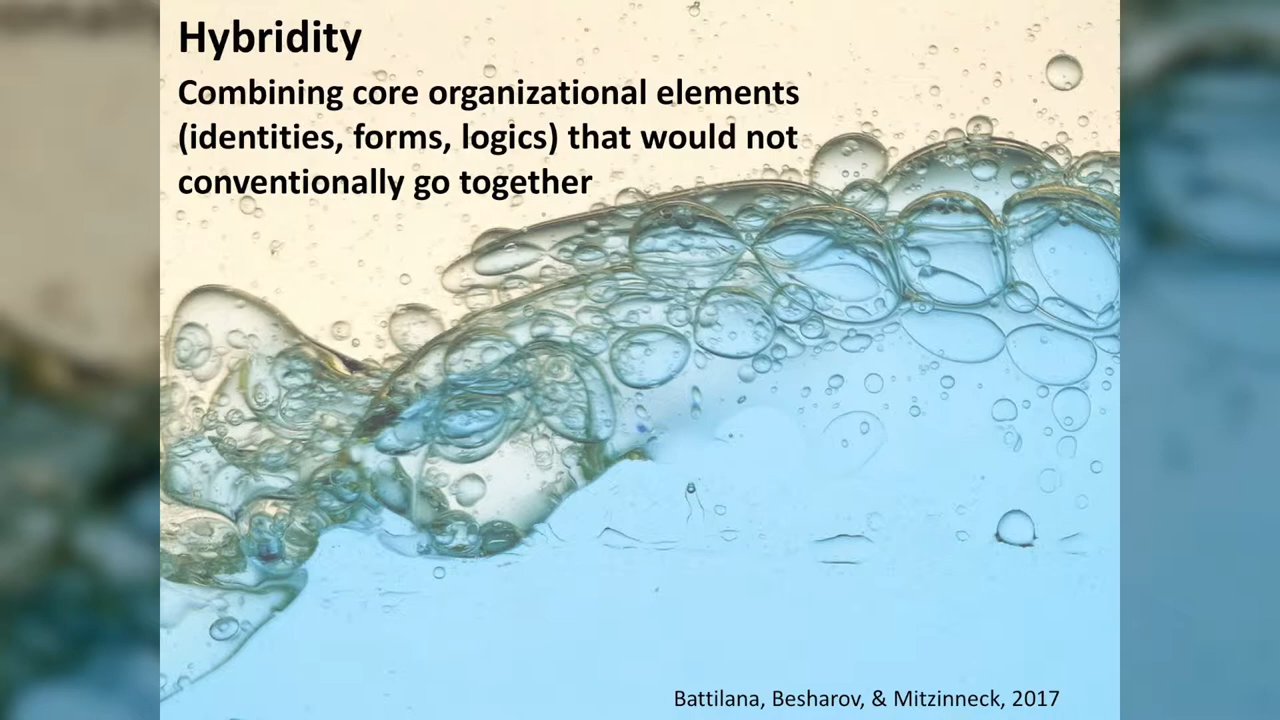 Hybridity
Combining core organizational elements
(identities, forms, logics) that would not
conventionally go together
Battilana, Besharov, & Mitzinneck, 2017